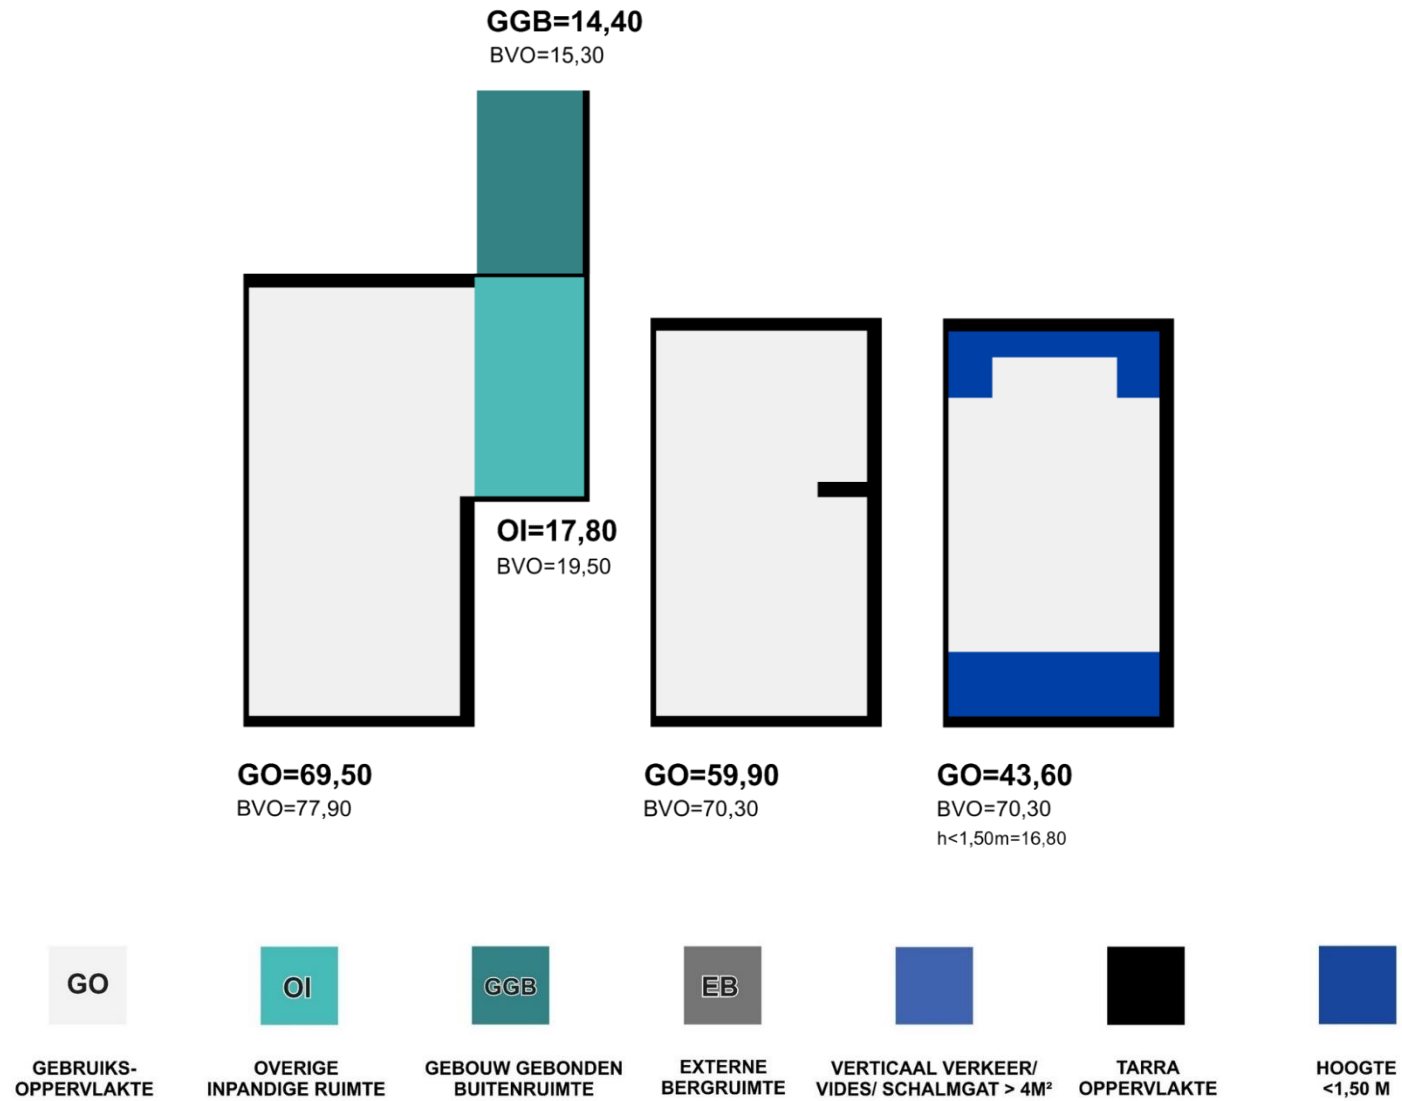 GGB=14,40
BVO=15,30
OI=17,80
BVO=19,50
GO=69,50
BVO=77,90
GO=59,90
BVO=70,30
GO=43,60
BVO=70,30
h<1,50m=16,80
GO
OI
GGB
EB
GEBRUIKS-
OPPERVLAKTE
OVERIGE
INPANDIGE RUIMTE
GEBOUW GEBONDEN
BUITENRUIMTE
EXTERNE
BERGRUIMTE
VERTICAAL VERKEER/
VIDES/ SCHALMGAT > 4M²
TARRA
OPPERVLAKTE
HOOGTE
<1,50 M